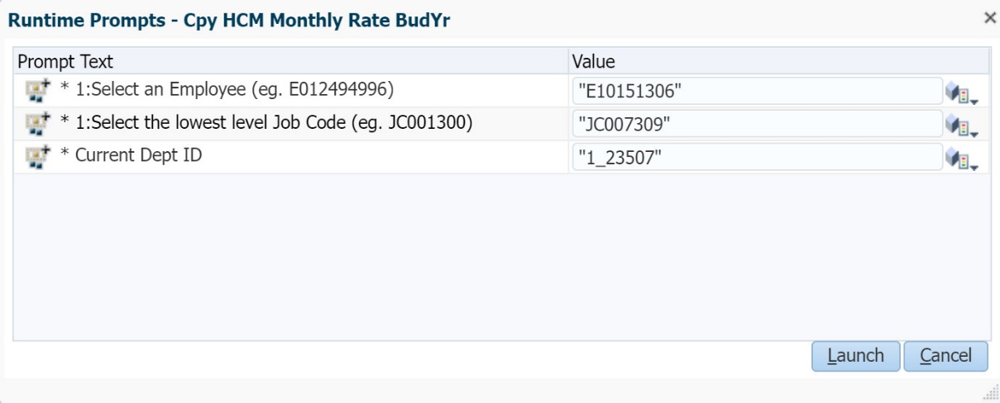 Runtime Prompts - Cpy HCM Monthly Rate BudYr
Prompt Text Value
* 1:Select an Employee (eg. E012494996) "E10151306"
* 1:Select the lowest level Job Code (eg. JC001300) "JC007309"
* Current Dept ID "1_23507"
Launch Cancel